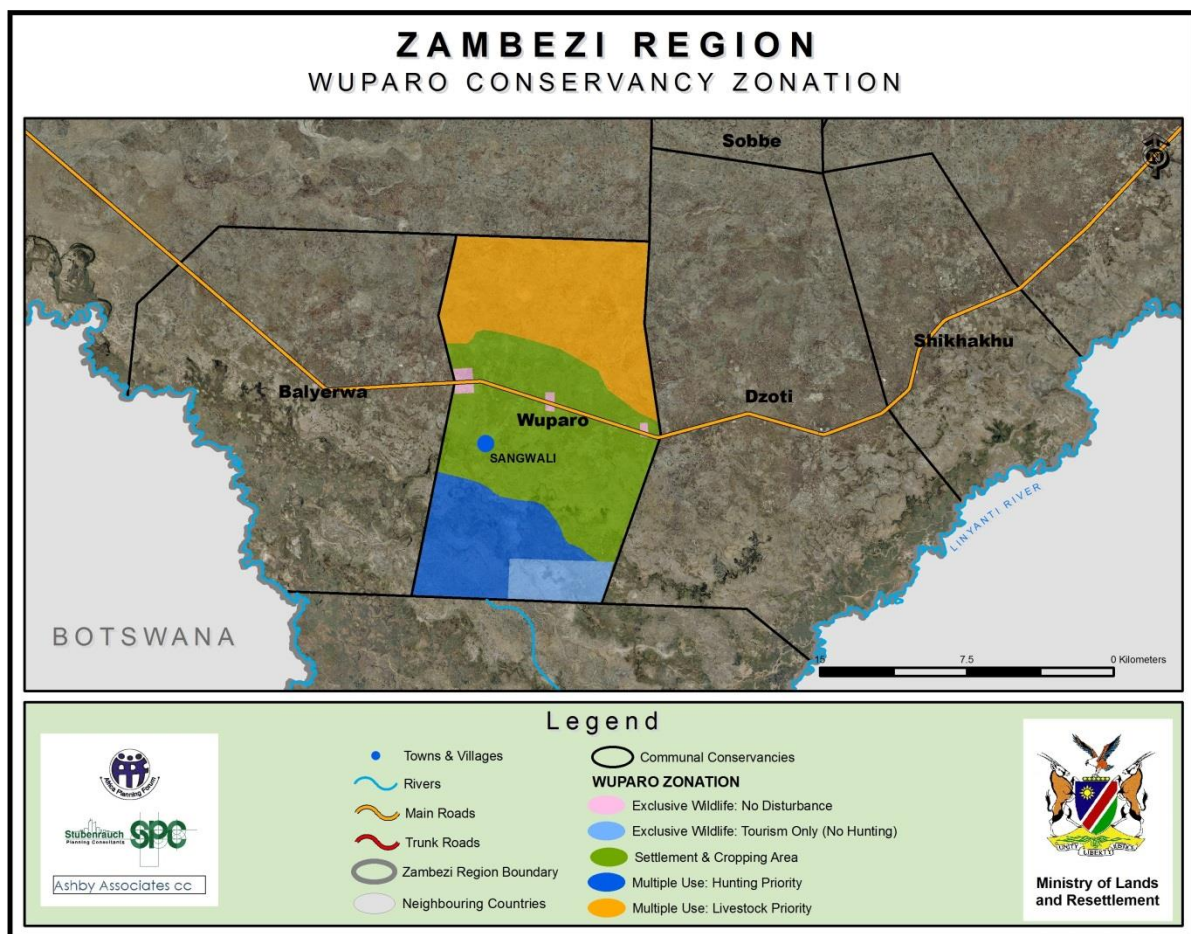 ZAMBEZI REGION
WUPARO CONSERVANCY ZONATION
Sobbe
N
Shikhakhu
Balyerwa
Dzoti
Wuparo
SANGWALI
LINYANTI RIVER
BOTSWANA
15 7.5 0 Kilometers
Legend
Africa Planning Forum
Stubenrauch
Planning Consultants
SPC
Ashby Associates cc
Towns & Villages
Rivers
Main Roads
Trunk Roads
Zambezi Region Boundary
Neighbouring Countries
Communal Conservancies
WUPARO ZONATION
Exclusive Wildlife: No Disturbance
Exclusive Wildlife: Tourism Only (No Hunting)
Settlement & Cropping Area
Multiple Use: Hunting Priority
Multiple Use: Livestock Priority
UNITY LIBERTY JUSTICE
Ministry of Lands
and Resettlement